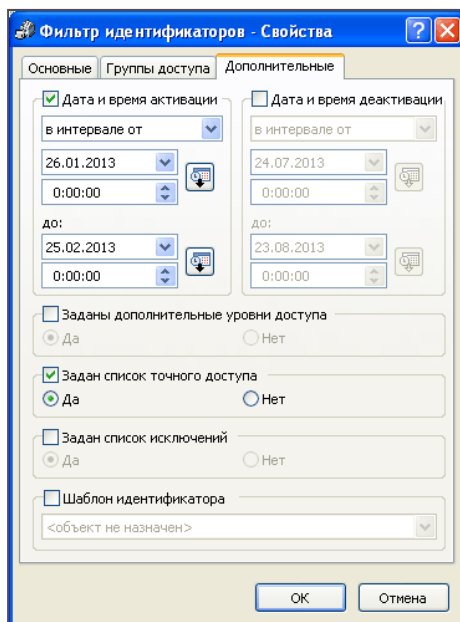 Фильтр идентификаторов - Свойства
Основные Группы доступа Дополнительные
Дата и время активации
в интервале от
26.01.2013
0:00:00
до:
25.02.2013
0:00:00
Дата и время деактивации
в интервале от
24.07.2013
0:00:00
до:
23.08.2013
0:00:00
Заданы дополнительные уровни доступа
Да Нет
Задан список точного доступа
Да Нет
Задан список исключений
Да Нет
Шаблон идентификатора
<объект не назначен>
ОК Отмена